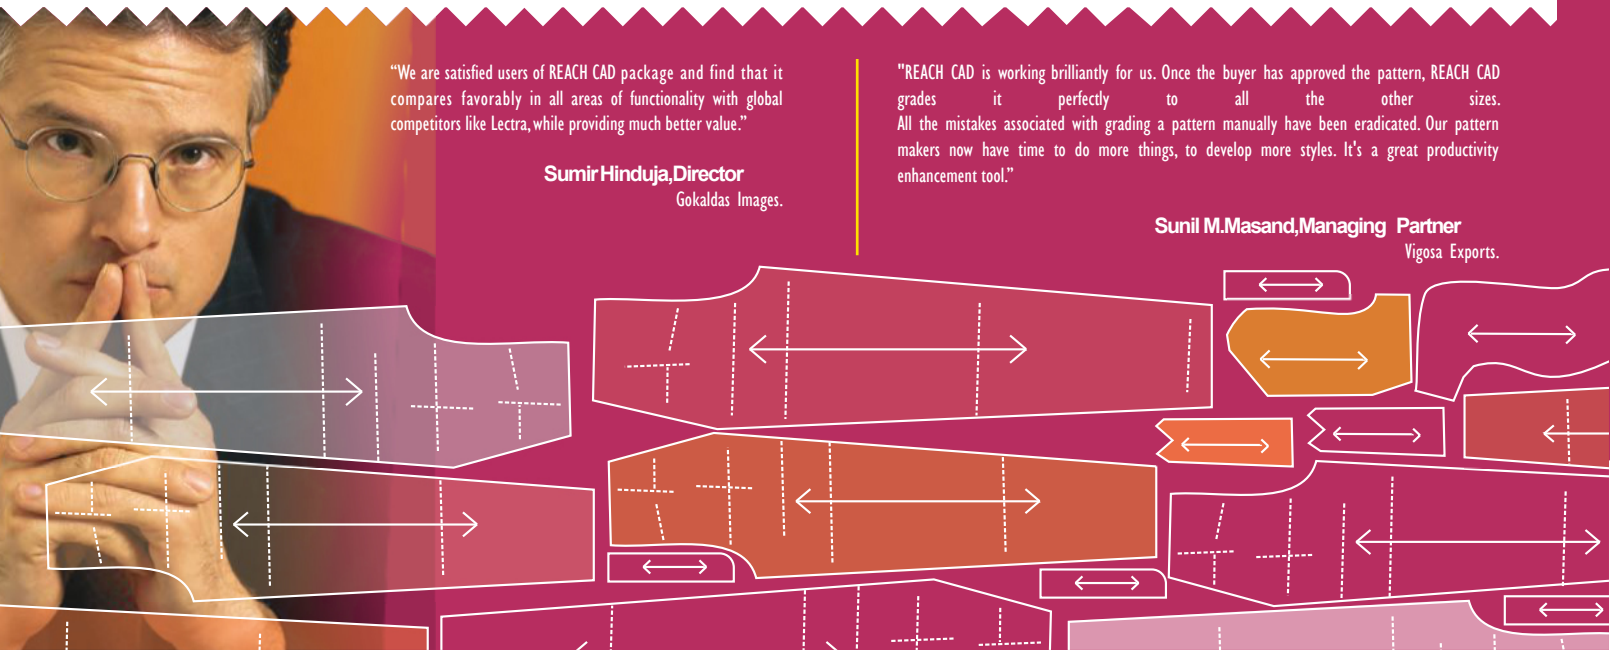 “We are satisfied users of REACH CAD package and find that it
compares favorably in all areas of functionality with global
competitors like Lectra, while providing much better value.”
Sumir Hinduja,Director
Gokaldas Images.
"REACH CAD is working brilliantly for us. Once the buyer has approved the pattern, REACH CAD
grades it perfectly to all the other sizes.
All the mistakes associated with grading a pattern manually have been eradicated. Our pattern
makers now have time to do more things, to develop more styles. It's a great productivity
enhancement tool.”
Sunil M.Masand,Managing Partner
Vigosa Exports.